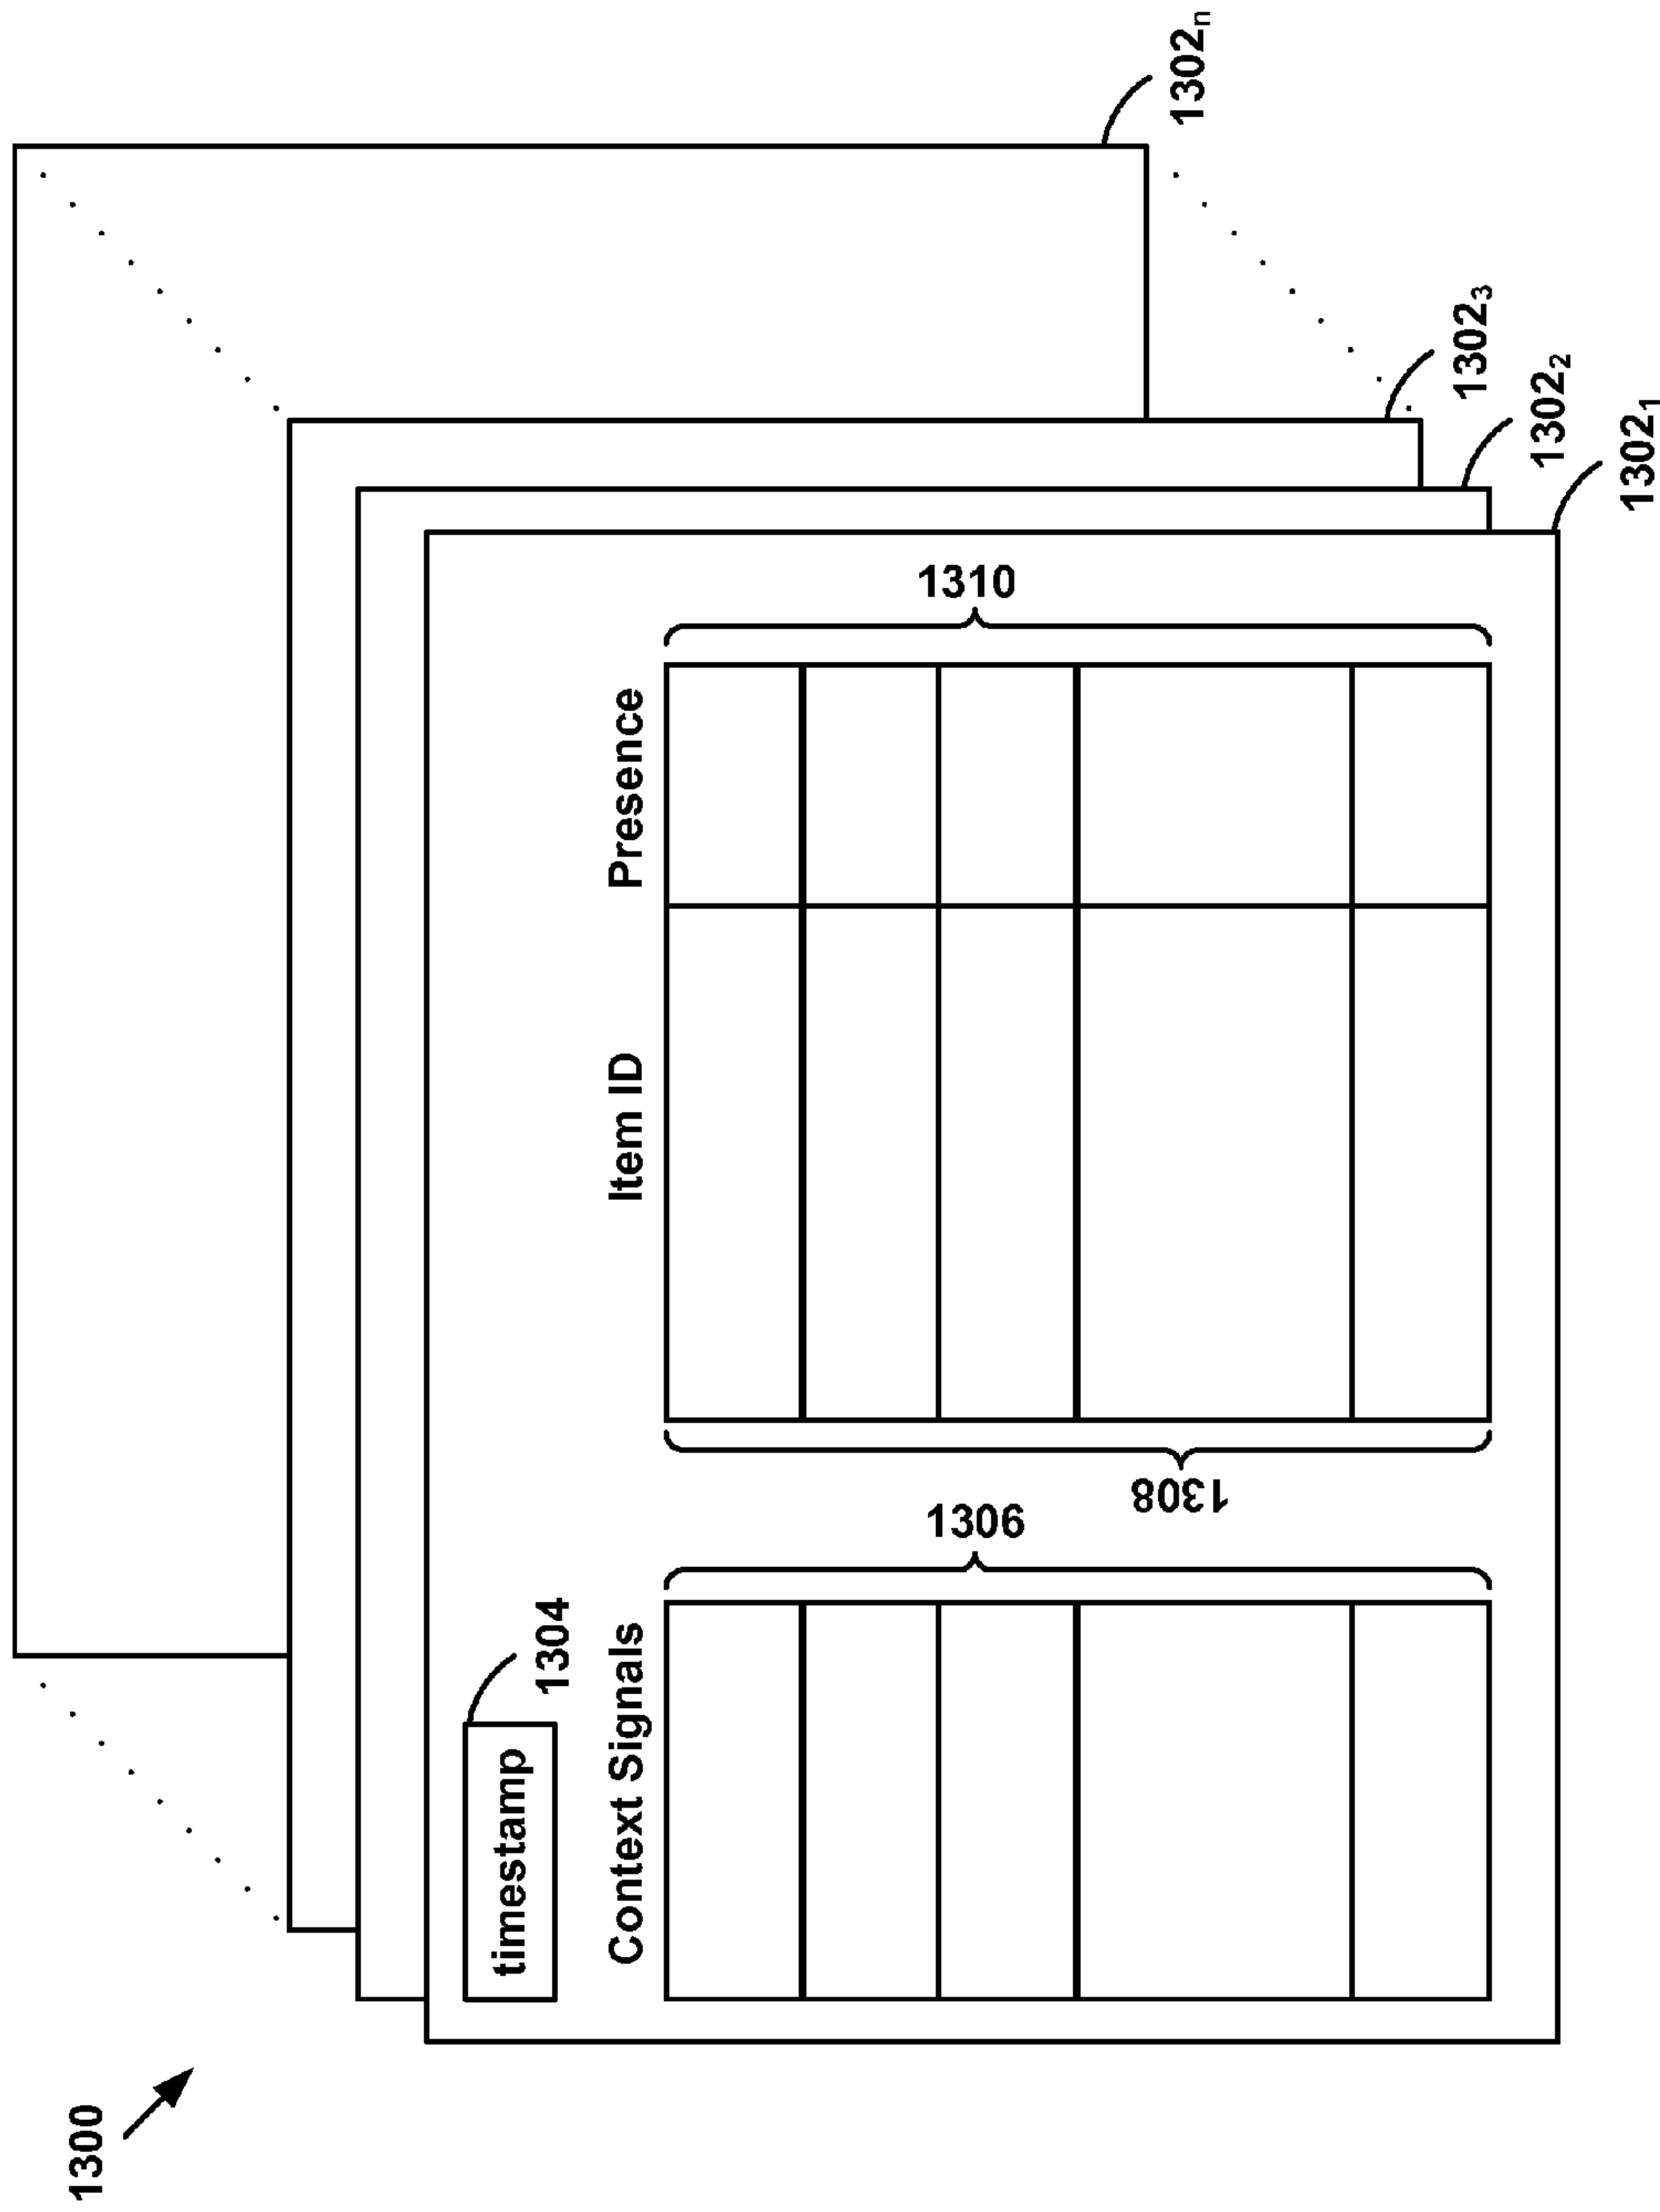 1300
timestamp
1304
Context Signals
Item ID
Presence
1306
1308
1310
1302₁
1302₂
1302₃
1302ₙ